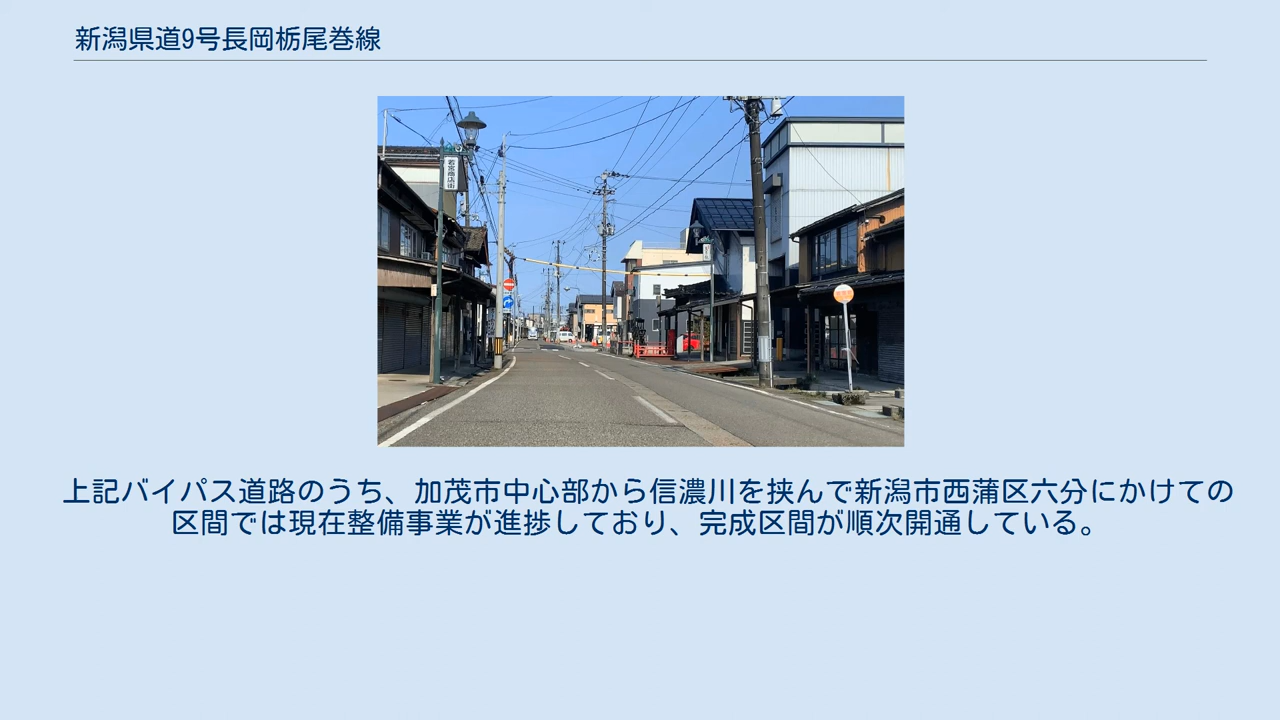 新潟県道9号長岡栃尾巻線
上記バイパス道路のうち、加茂市中心部から信濃川を挟んで新潟市西蒲区六分にかけての
区間では現在整備事業が進捗しており、完成区間が順次開通している。